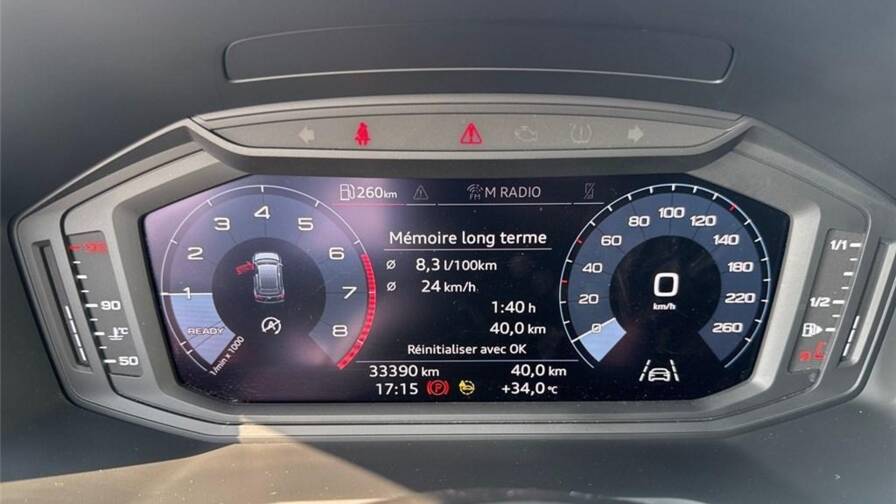 260km
FM
M RADIO
Mémoire long terme
Ø 8,3 l/100km
Ø 24 km/h
1:40 h
40,0 km
Réinitialiser avec OK
33390 km 40,0 km
17:15 P +34,0 °C
1 2 3 4 5 6 7 8
READY
1/min x 1000
A
0 20 40 60 80 100 120 140 180 220 260
0
km/h
90
°C
50
1/1
1/2